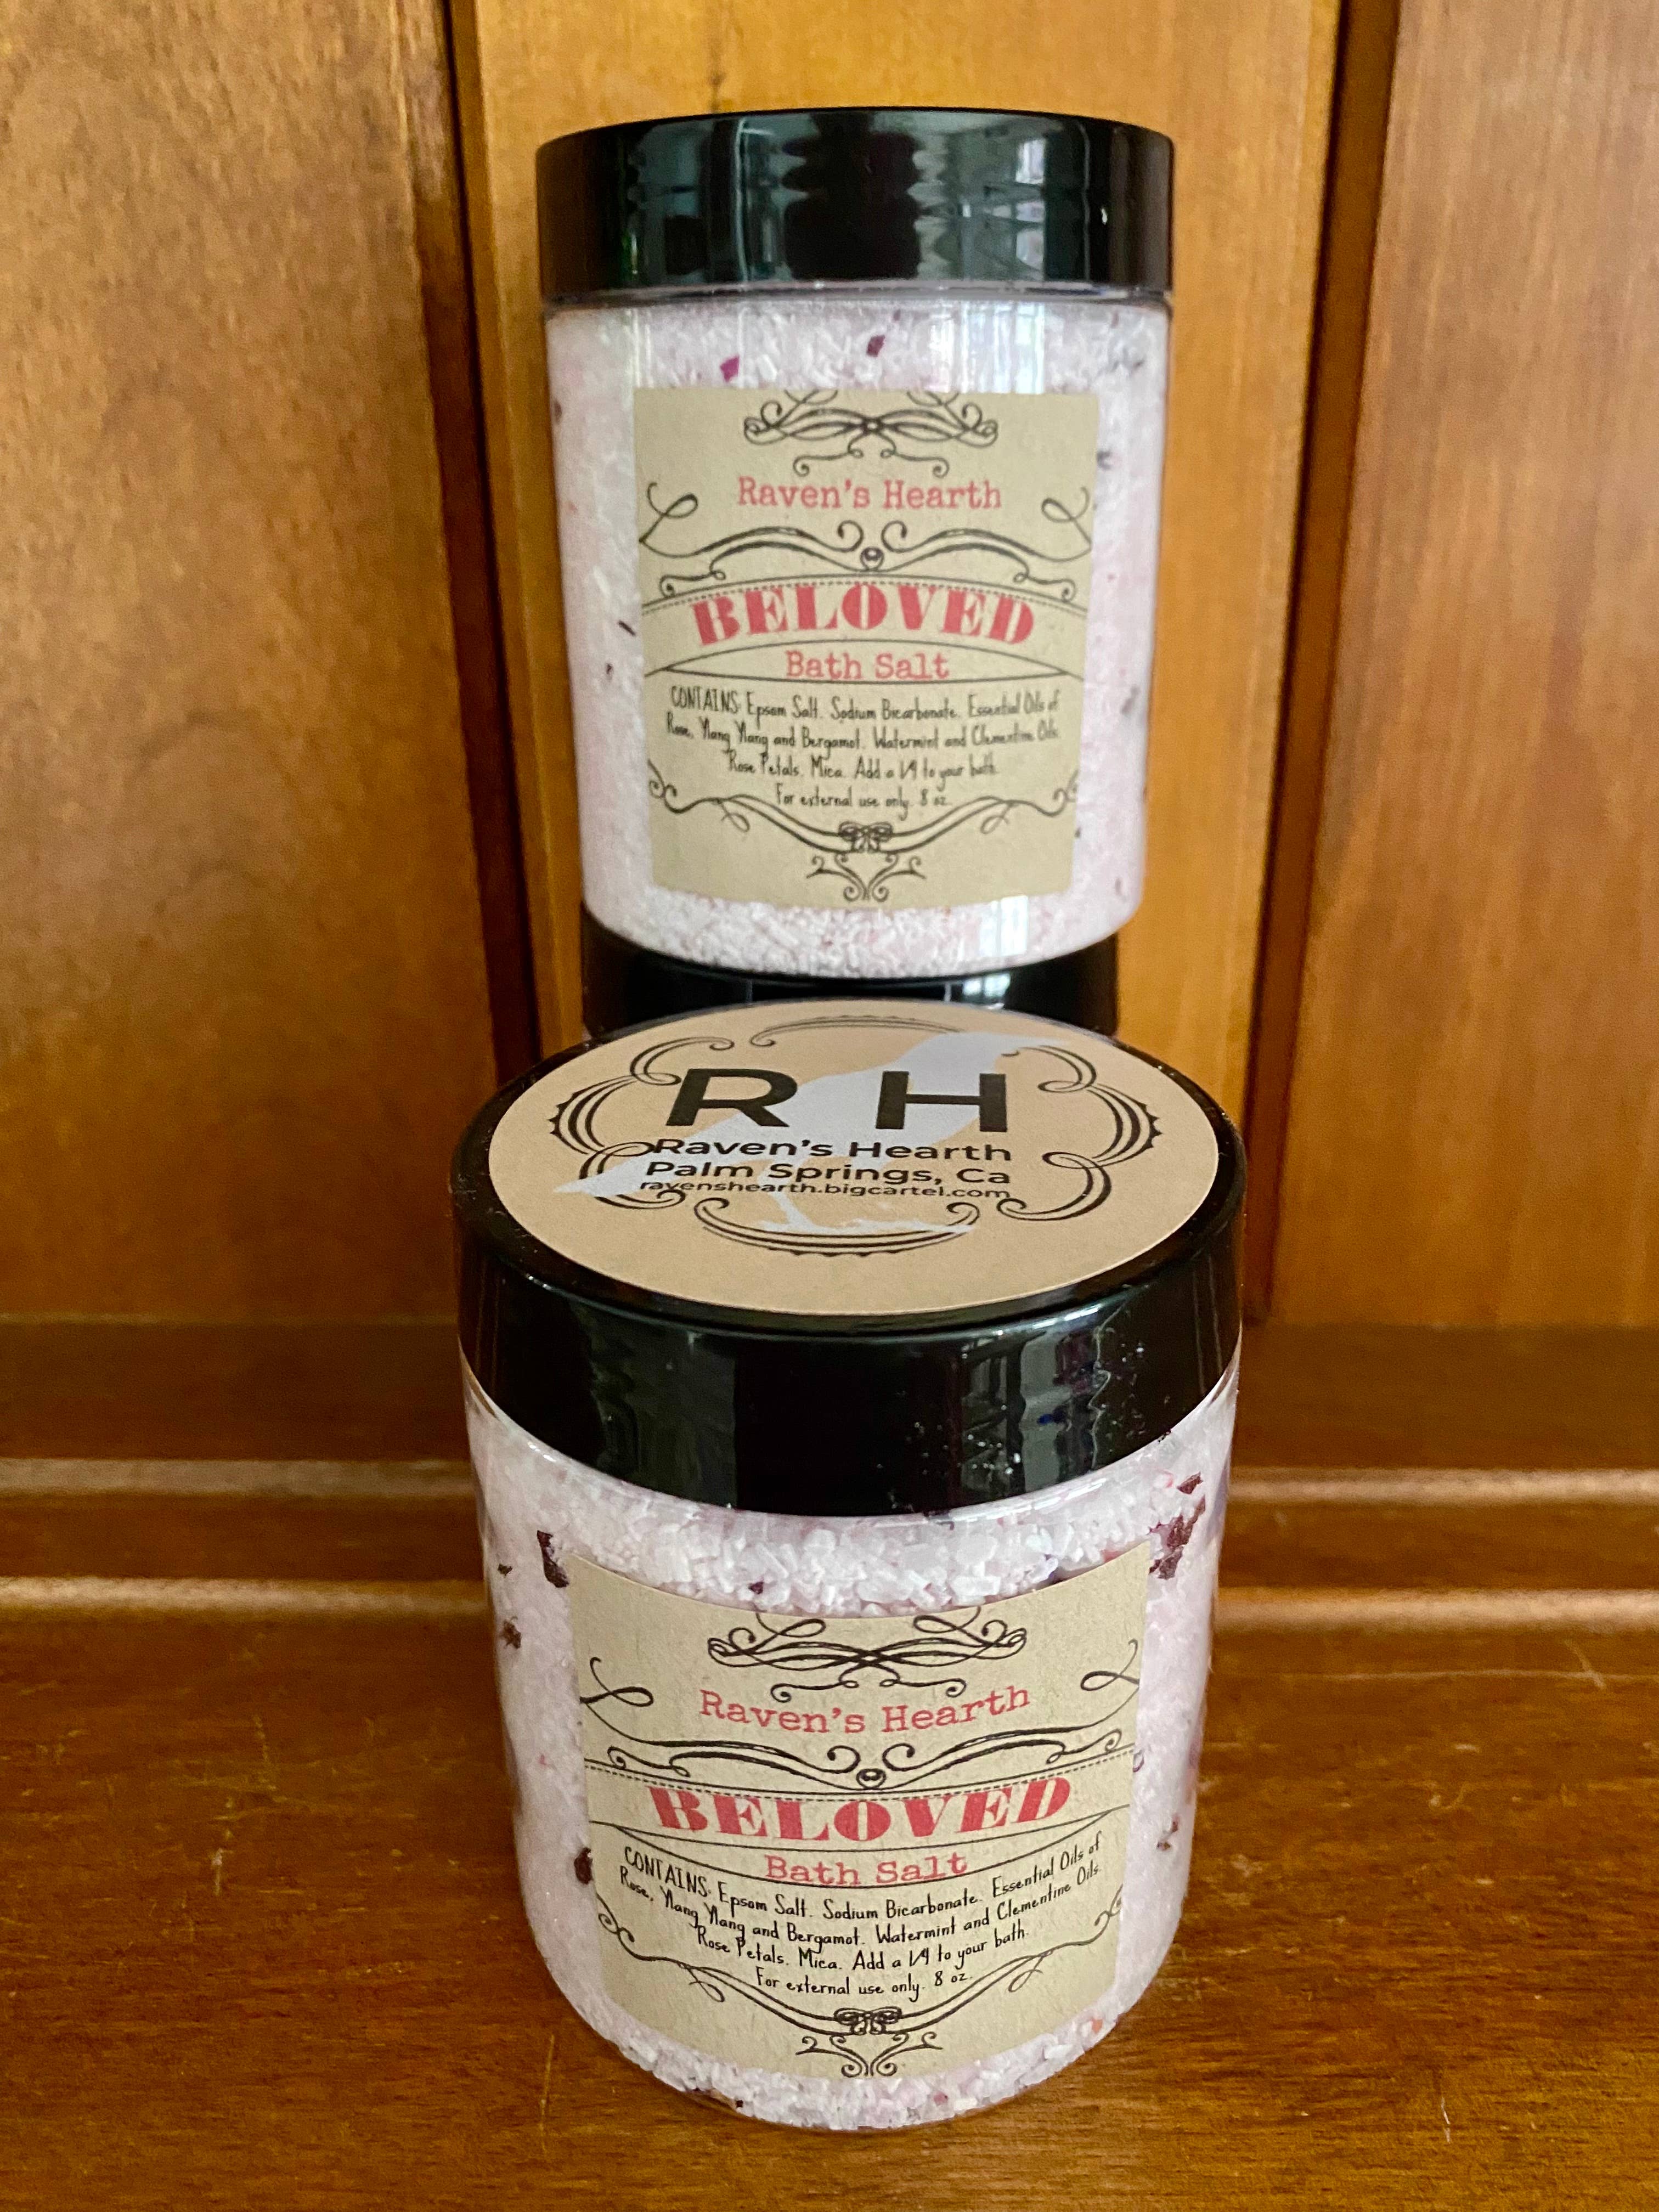 Raven's Hearth
BELOVED
Bath Salt
CONTAINS: Epsom Salt. Sodium Bicarbonate. Essential Oils of
Rose, Ylang Ylang and Bergamot. Watermint and Clementine Oils.
Rose Petals. Mica. Add a 1/4 to your bath.
For external use only. 8 oz.
R H
Raven's Hearth
Palm Springs, Ca
ravenshearth.bigcartel.com
Raven's Hearth
BELOVED
Bath Salt
CONTAINS: Epsom Salt. Sodium Bicarbonate. Essential Oils of
Rose, Ylang Ylang and Bergamot. Watermint and Clementine Oils.
Rose Petals. Mica. Add a 1/4 to your bath.
For external use only. 8 oz.